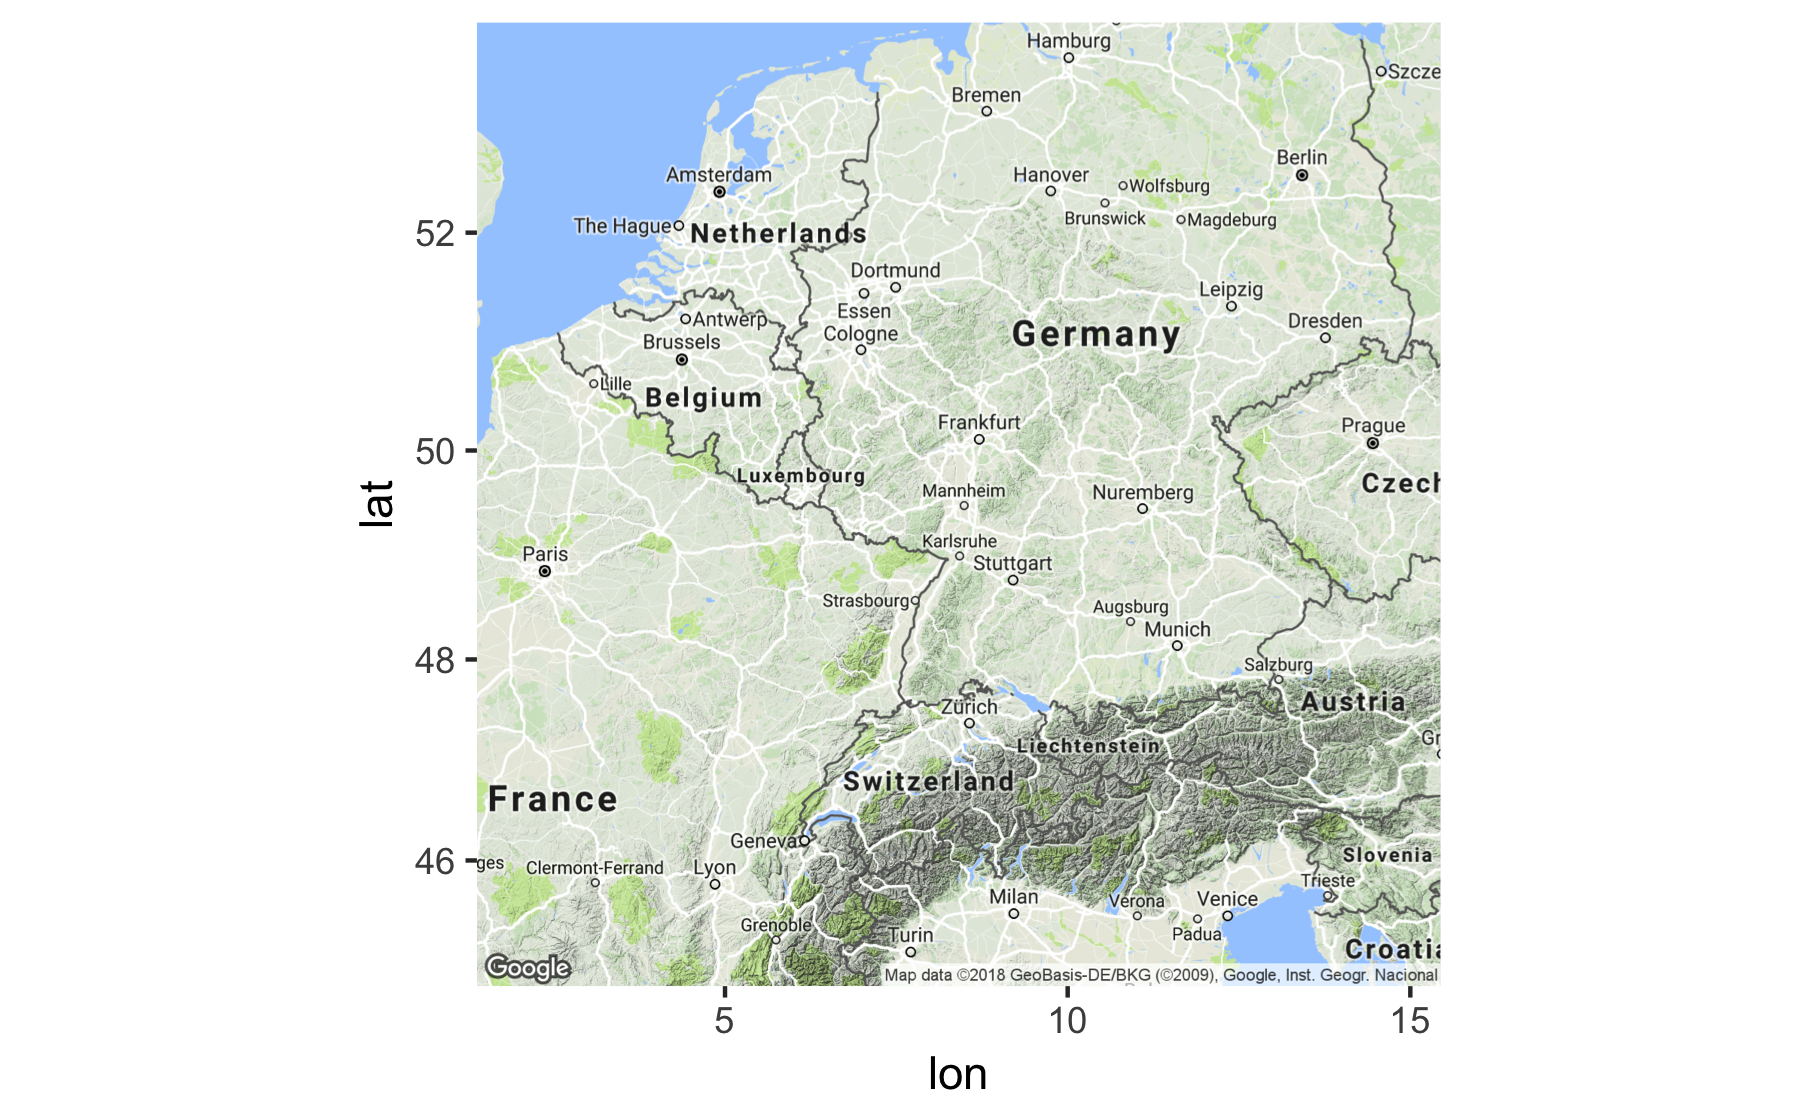 Hamburg
Szcze
Bremen
Berlin
Amsterdam
Hanover
Wolfsburg
Brunswick
Magdeburg
The Hague
Netherlands
52
Dortmund
Essen
Leipzig
Antwerp
Cologne
Germany
Dresden
Brussels
Lille
Belgium
Frankfurt
Prague
50
Luxembourg
Czech
lat
Mannheim
Nuremberg
Karlsruhe
Paris
Stuttgart
Strasbourg
Augsburg
Munich
48
Salzburg
Zürich
Austria
Liechtenstein
Gr
Switzerland
France
Geneva
46
ges
Clermont-Ferrand
Lyon
Slovenia
Trieste
Milan
Verona
Venice
Grenoble
Turin
Padua
Croatia
Google
Map data ©2018 GeoBasis-DE/BKG (©2009), Google, Inst. Geogr. Nacional
5
10
15
lon